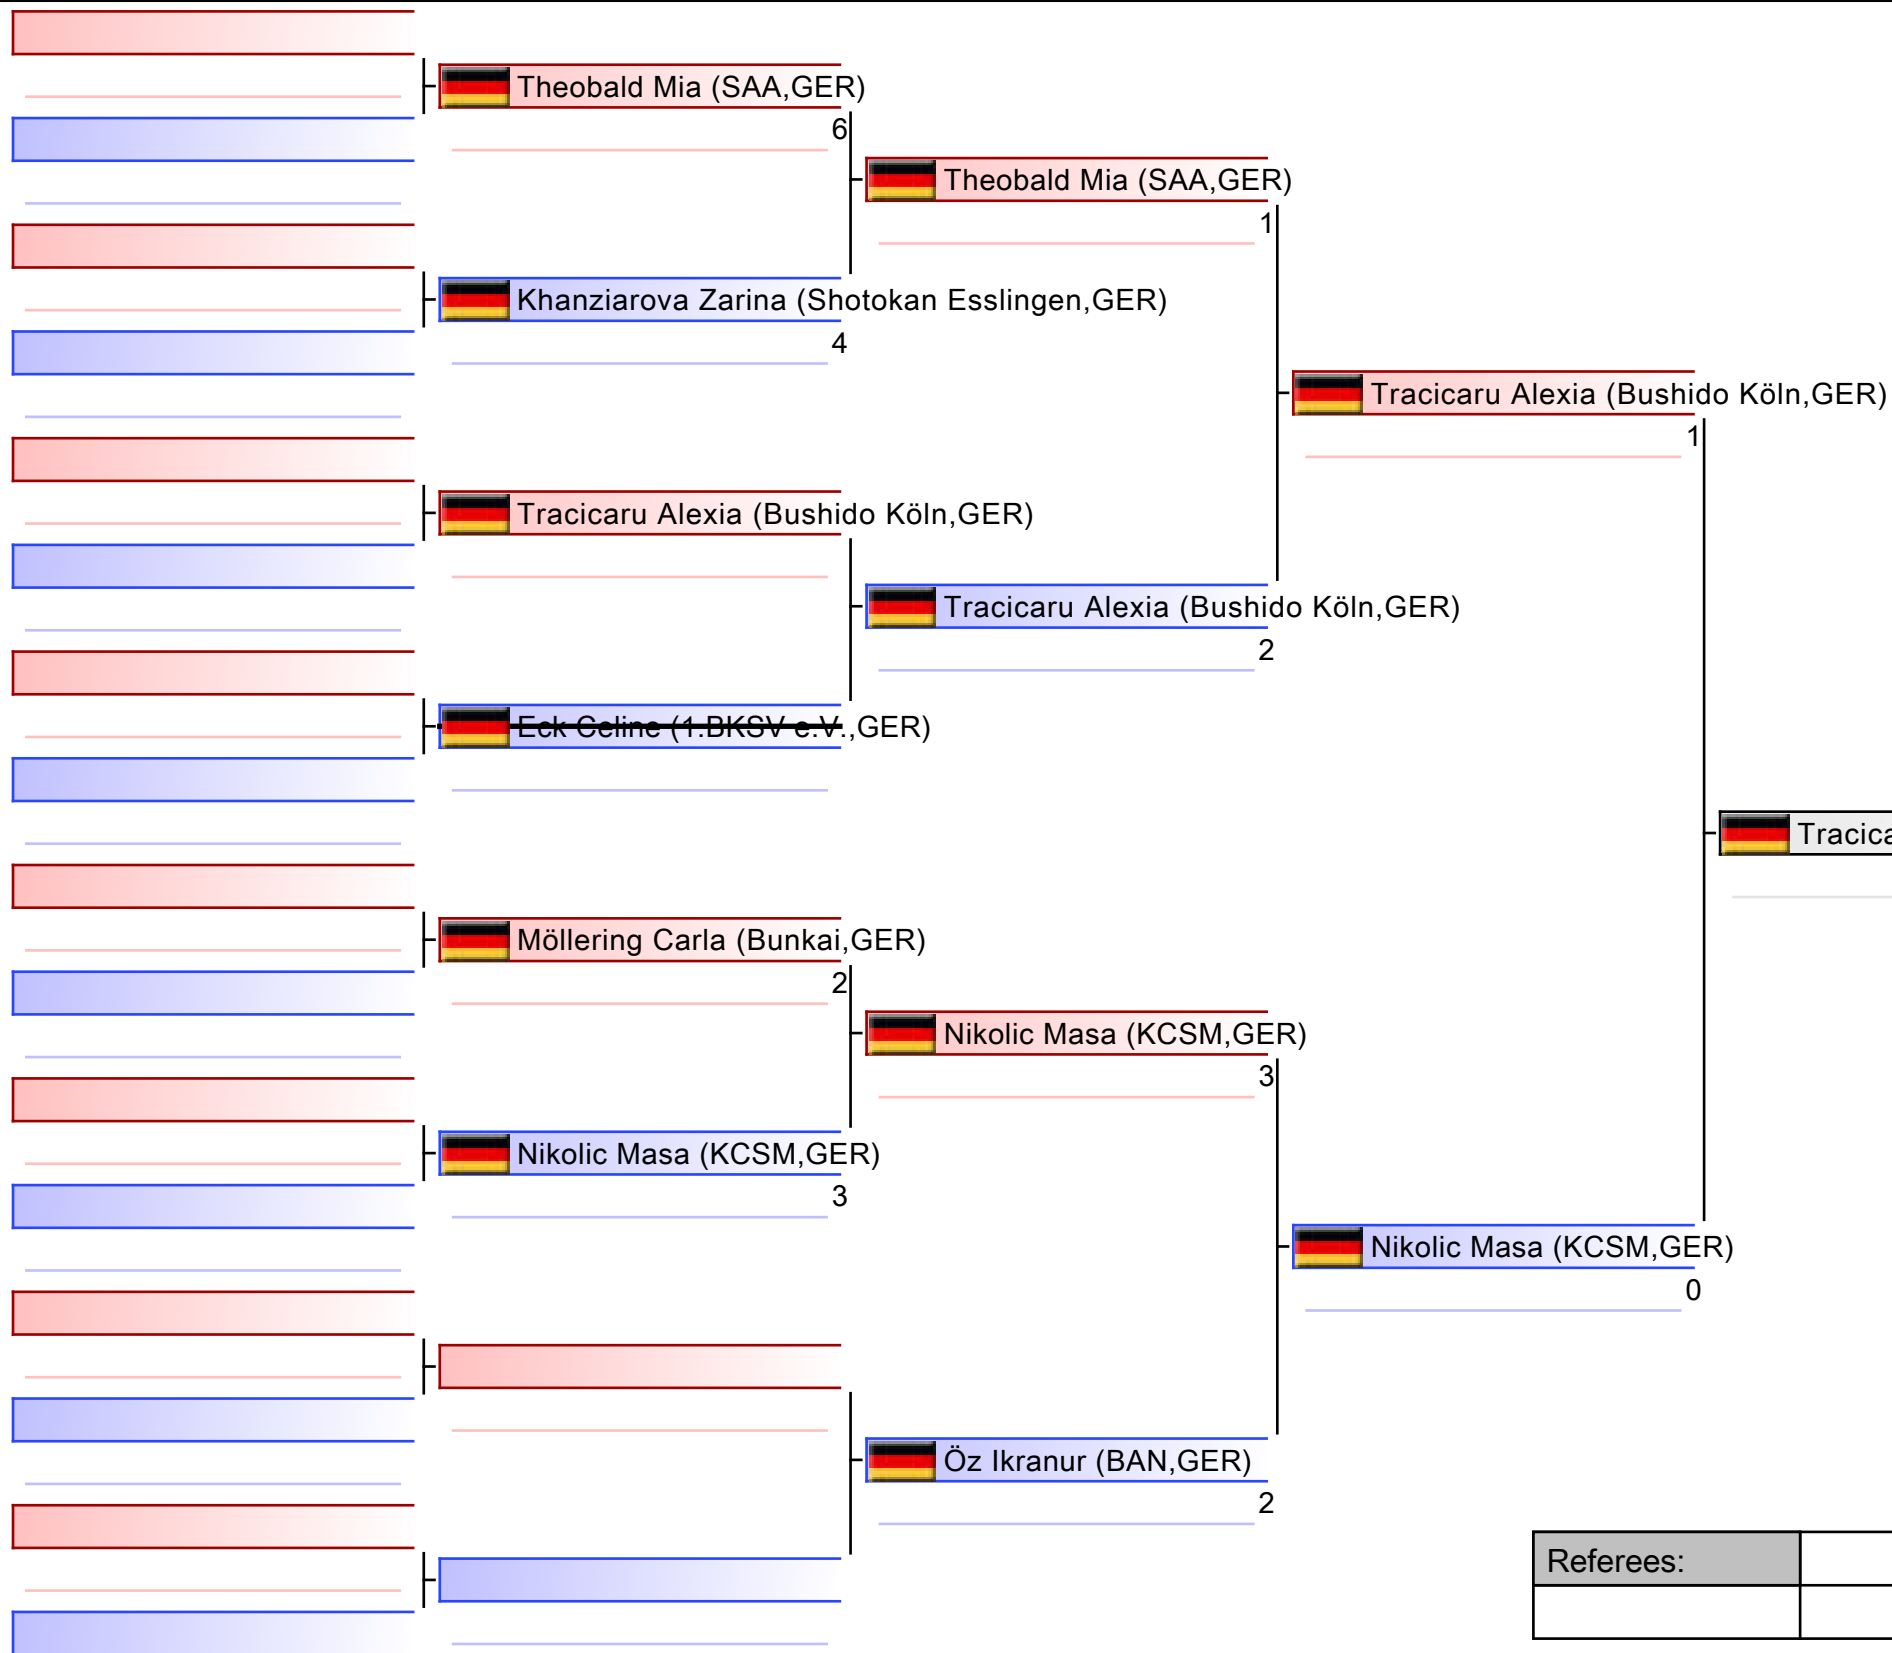 Theobald Mia (SAA,GER)
6
Theobald Mia (SAA,GER)
1
Khanziarova Zarina (Shotokan Esslingen,GER)
4
Tracicaru Alexia (Bushido Köln,GER)
1
Tracicaru Alexia (Bushido Köln,GER)
Tracicaru Alexia (Bushido Köln,GER)
2
Eck Celine (1.BKSV e.V.,GER)
Tracica
Möllering Carla (Bunkai,GER)
2
Nikolic Masa (KCSM,GER)
3
Nikolic Masa (KCSM,GER)
3
Nikolic Masa (KCSM,GER)
0
Öz Ikranur (BAN,GER)
2
Referees: